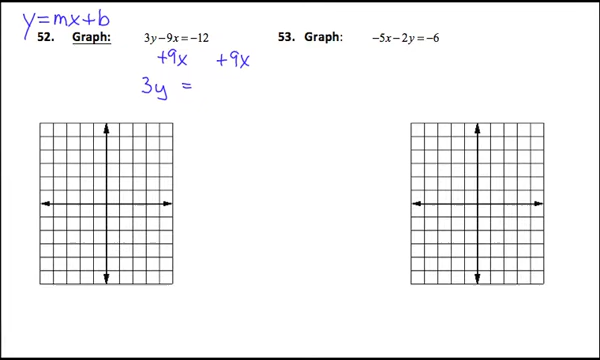 y=mx+b
52. Graph: 3y−9x=−12 53. Graph: −5x−2y=−6
+9x +9x
3y =